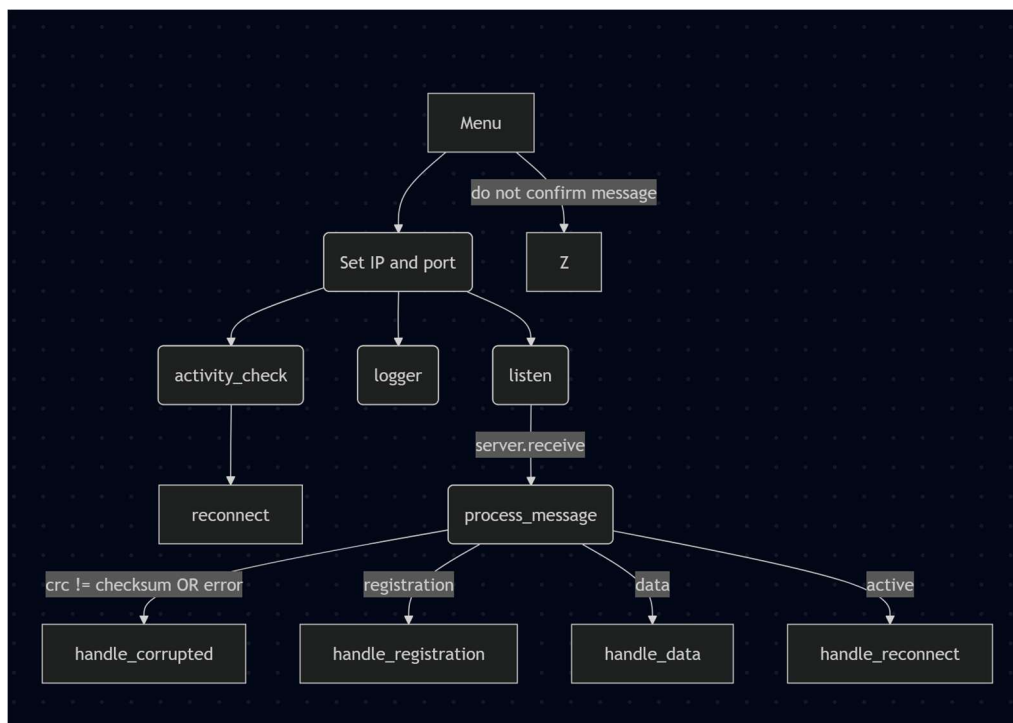 Menu
do not confirm message
Set IP and port
Z
activity_check
logger
listen
server.receive
reconnect
process_message
crc != checksum OR error
registration
data
active
handle_corrupted
handle_registration
handle_data
handle_reconnect